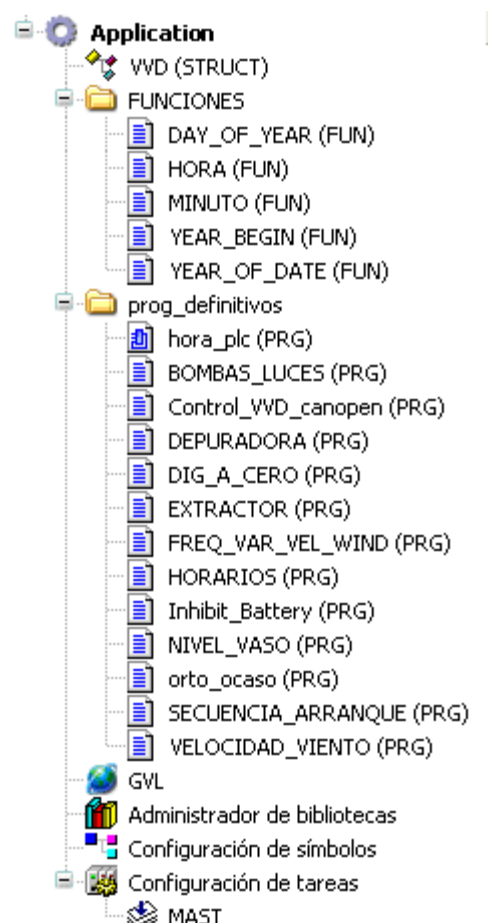 Application
VVD (STRUCT)
FUNCIONES
DAY_OF_YEAR (FUN)
HORA (FUN)
MINUTO (FUN)
YEAR_BEGIN (FUN)
YEAR_OF_DATE (FUN)
prog_definitivos
hora_plc (PRG)
BOMBAS_LUCES (PRG)
Control_VVD_canopen (PRG)
DEPURADORA (PRG)
DIG_A_CERO (PRG)
EXTRACTOR (PRG)
FREQ_VAR_VEL_WIND (PRG)
HORARIOS (PRG)
Inhibit_Battery (PRG)
NIVEL_VASO (PRG)
orto_ocaso (PRG)
SECUENCIA_ARRANQUE (PRG)
VELOCIDAD_VIENTO (PRG)
GVL
Administrador de bibliotecas
Configuración de símbolos
Configuración de tareas
MAST